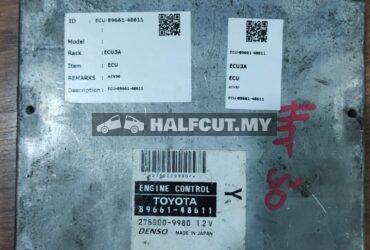 ID : ECU-89661-48611
Model :
Rack : ECU3A
Item : ECU
REMARKS : ACV30
Description : ECU-89661-48611
ECU-89661-48611
ECU3A
ECU
ACV30
ECU-89661-48611
HALFCUT.MY
ENGINE CONTROL
TOYOTA
89661-48611
275000-9980 12V
DENSO MADE IN JAPAN
Y